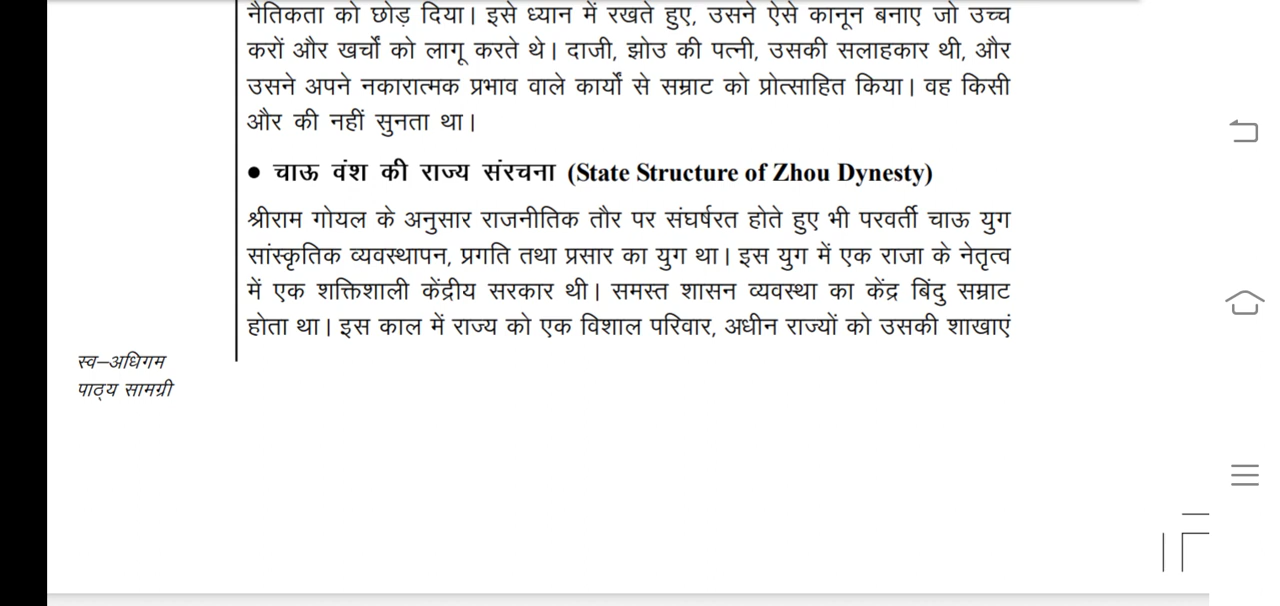 नैतिकता को छोड़ दिया। इसे ध्यान में रखते हुए, उसने ऐसे कानून बनाए जो उच्च
करों और खर्चों को लागू करते थे। दाजी, झोउ की पत्नी, उसकी सलाहकार थी, और
उसने अपने नकारात्मक प्रभाव वाले कार्यों से सम्राट को प्रोत्साहित किया। वह किसी
और की नहीं सुनता था।
● चाऊ वंश की राज्य संरचना (State Structure of Zhou Dynesty)
श्रीराम गोयल के अनुसार राजनीतिक तौर पर संघर्षरत होते हुए भी परवर्ती चाऊ युग
सांस्कृतिक व्यवस्थापन, प्रगति तथा प्रसार का युग था। इस युग में एक राजा के नेतृत्व
में एक शक्तिशाली केंद्रीय सरकार थी। समस्त शासन व्यवस्था का केंद्र बिंदु सम्राट
होता था। इस काल में राज्य को एक विशाल परिवार, अधीन राज्यों को उसकी शाखाएं
स्व–अधिगम
पाठ्य सामग्री